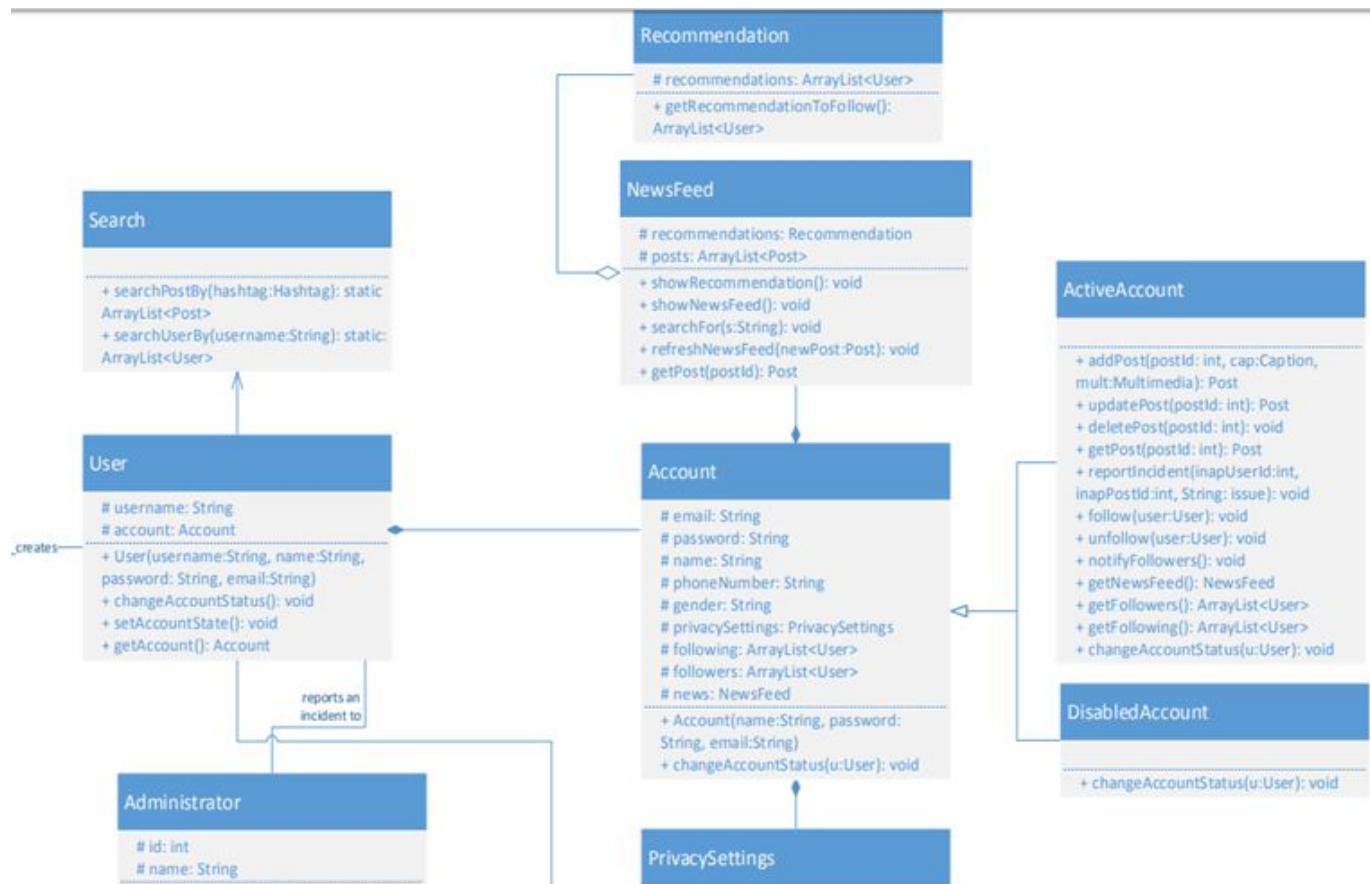 Recommendation
# recommendations: ArrayList<User>
+ getRecommendationToFollow():
ArrayList<User>
NewsFeed
# recommendations: Recommendation
# posts: ArrayList<Post>
+ showRecommendation(): void
+ showNewsFeed(): void
+ searchFor(s:String): void
+ refreshNewsFeed(newPost:Post): void
+ getPost(postId): Post
Search
+ searchPostBy(hashtag:Hashtag): static
ArrayList<Post>
+ searchUserBy(username:String): static:
ArrayList<User>
User
# username: String
# account: Account
+ User(username:String, name:String,
password: String, email:String)
+ changeAccountStatus(): void
+ setAccountState(): void
+ getAccount(): Account
creates
reports an
incident to
Administrator
# id: int
# name: String
Account
# email: String
# password: String
# name: String
# phoneNumber: String
# gender: String
# privacySettings: PrivacySettings
# following: ArrayList<User>
# followers: ArrayList<User>
# news: NewsFeed
+ Account(name:String, password:
String, email:String)
+ changeAccountStatus(u:User): void
PrivacySettings
ActiveAccount
+ addPost(postId: int, cap:Caption,
mult:Multimedia): Post
+ updatePost(postId: int): Post
+ deletePost(postId: int): void
+ getPost(postId: int): Post
+ reportIncident(inapUserId:int,
inapPostId:int, String: issue): void
+ follow(user:User): void
+ unfollow(user:User): void
+ notifyFollowers(): void
+ getNewsFeed(): NewsFeed
+ getFollowers(): ArrayList<User>
+ getFollowing(): ArrayList<User>
+ changeAccountStatus(u:User): void
DisabledAccount
+ changeAccountStatus(u:User): void